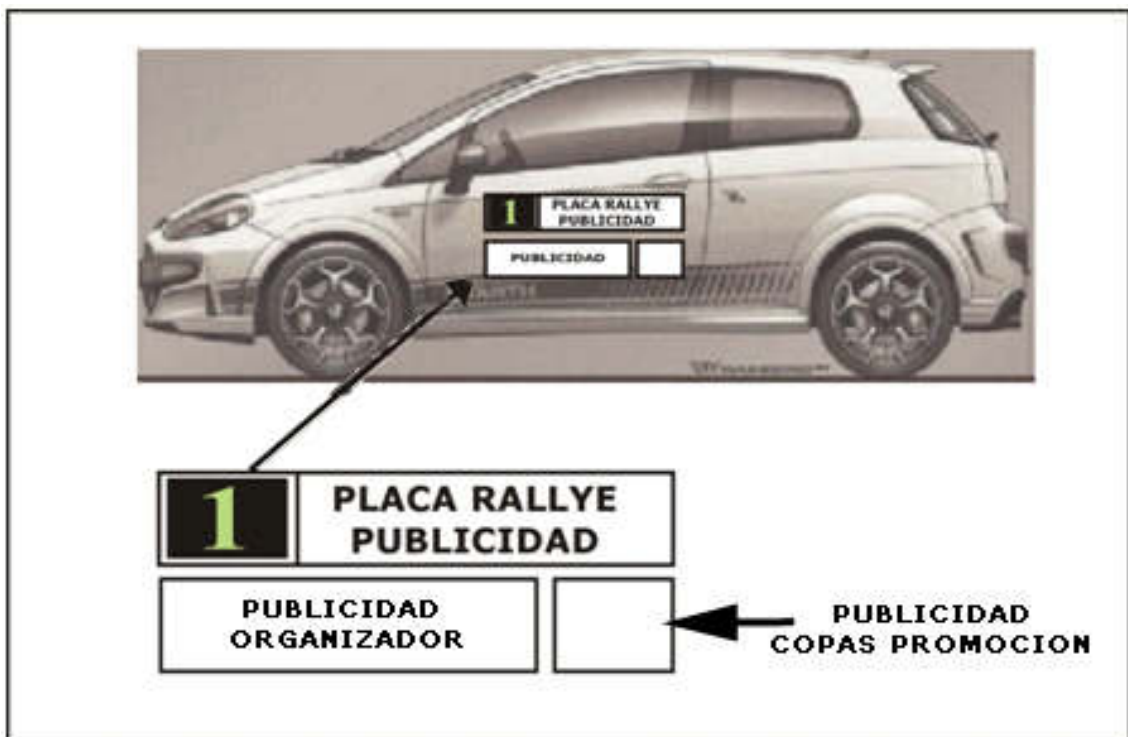 1
PLACA RALLYE
PUBLICIDAD
PUBLICIDAD
1
PLACA RALLYE
PUBLICIDAD
PUBLICIDAD
ORGANIZADOR
PUBLICIDAD
COPAS PROMOCION